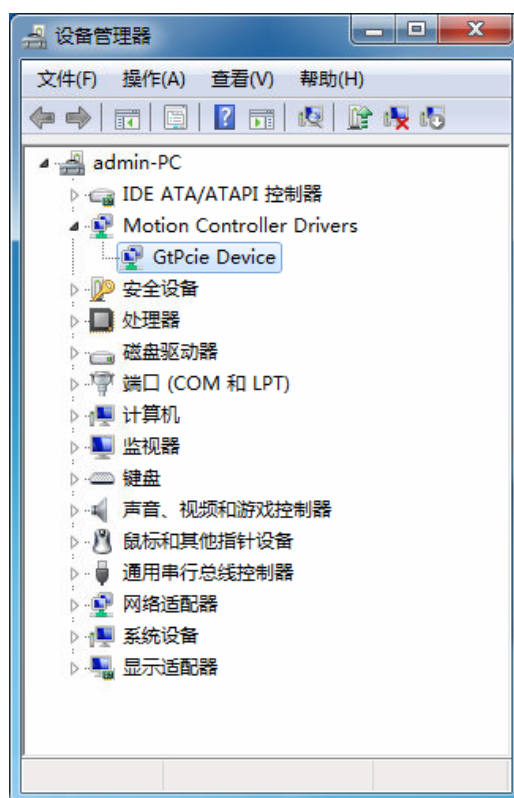 设备管理器
文件(F) 操作(A) 查看(V) 帮助(H)
admin-PC
IDE ATA/ATAPI 控制器
Motion Controller Drivers
GtPcie Device
安全设备
处理器
磁盘驱动器
端口 (COM 和 LPT)
计算机
监视器
键盘
声音、视频和游戏控制器
鼠标和其他指针设备
通用串行总线控制器
网络适配器
系统设备
显示适配器